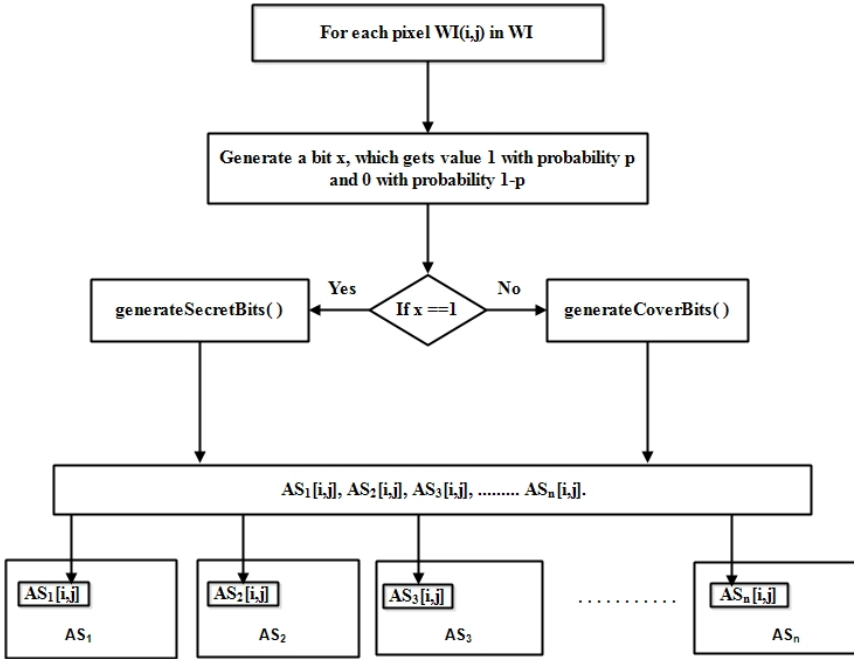 For each pixel WI(i,j) in WI
Generate a bit x, which gets value 1 with probability p
and 0 with probability 1-p
Yes
No
generateSecretBits( )
If x ==1
generateCoverBits( )
AS₁[i,j], AS₂[i,j], AS₃[i,j], ......... ASₙ[i,j].
AS₁[i,j]
AS₂[i,j]
AS₃[i,j]
. . . . . . . . . . .
ASₙ[i,j]
AS₁
AS₂
AS₃
ASₙ